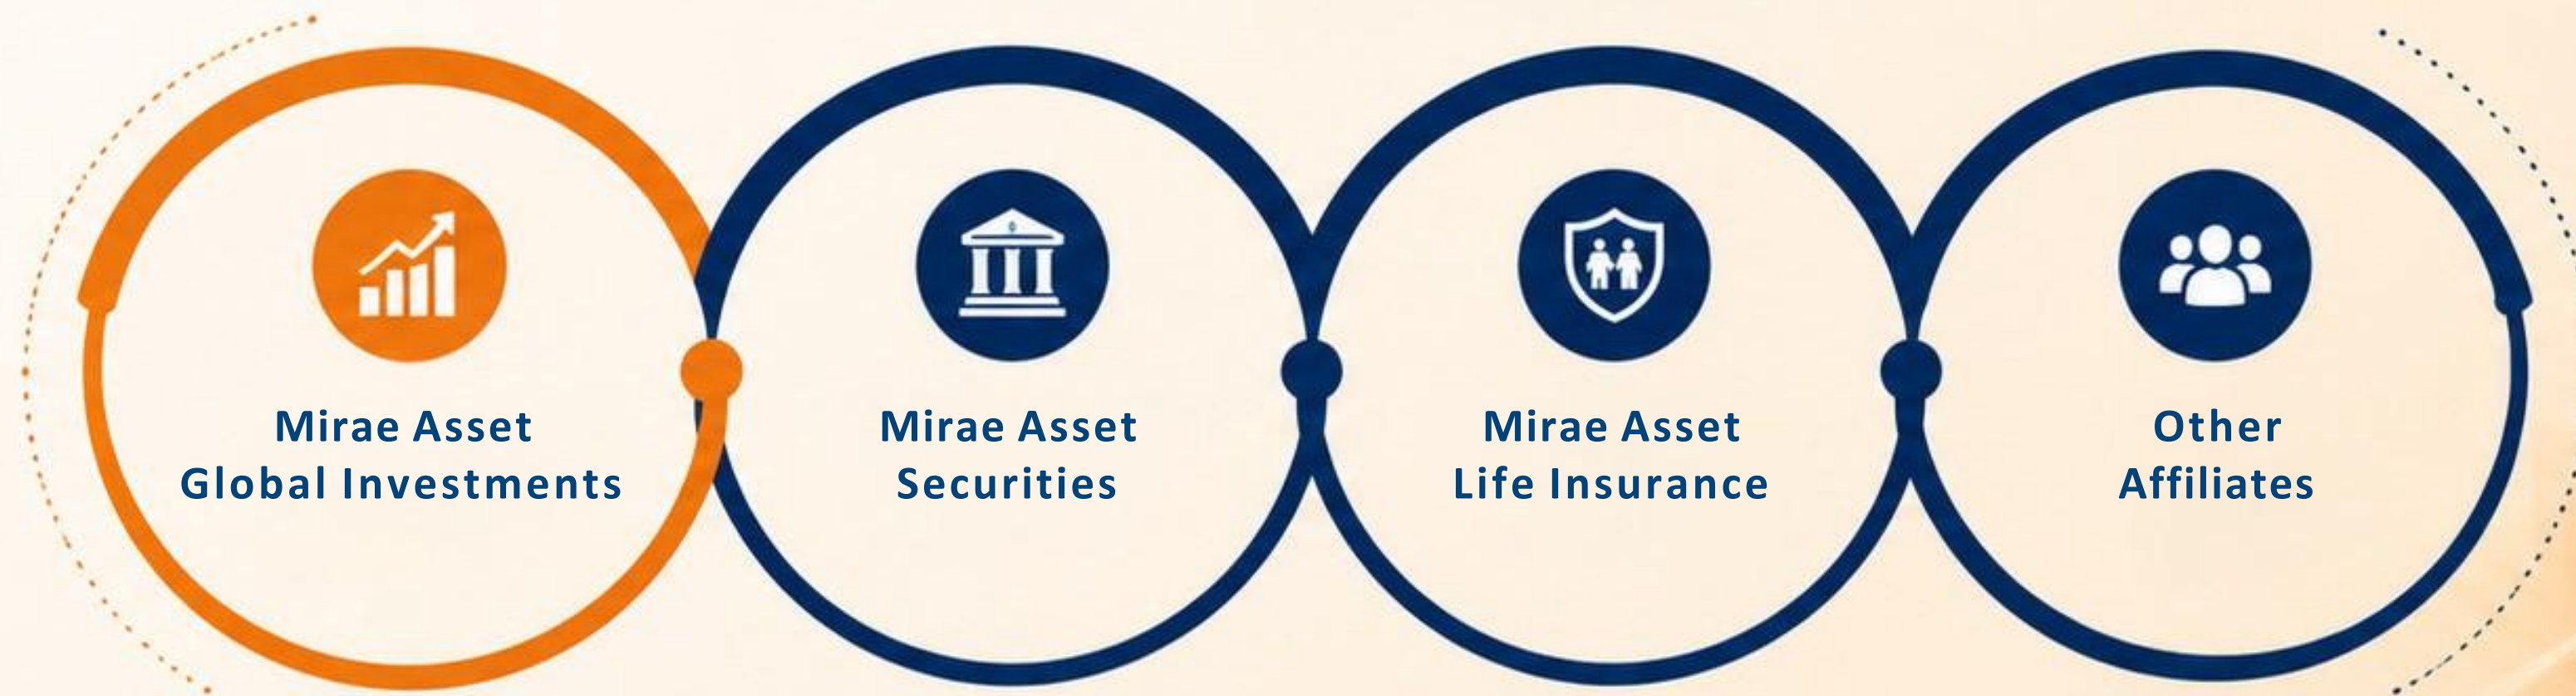 Mirae Asset
Global Investments
Mirae Asset
Securities
Mirae Asset
Life Insurance
Other
Affiliates